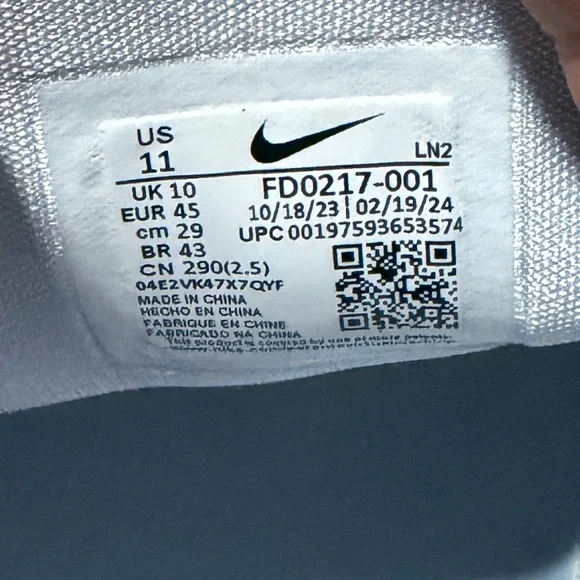 US
11
LN2
UK 10
EUR 45
cm 29
BR 43
CN 290(2.5)
04E2VK47X7QYF
MADE IN CHINA
HECHO EN CHINA
FABRIQUE EN CHINE
FABRICADO NA CHINA
FD0217-001
10/18/23 | 02/19/24
UPC 00197593653574